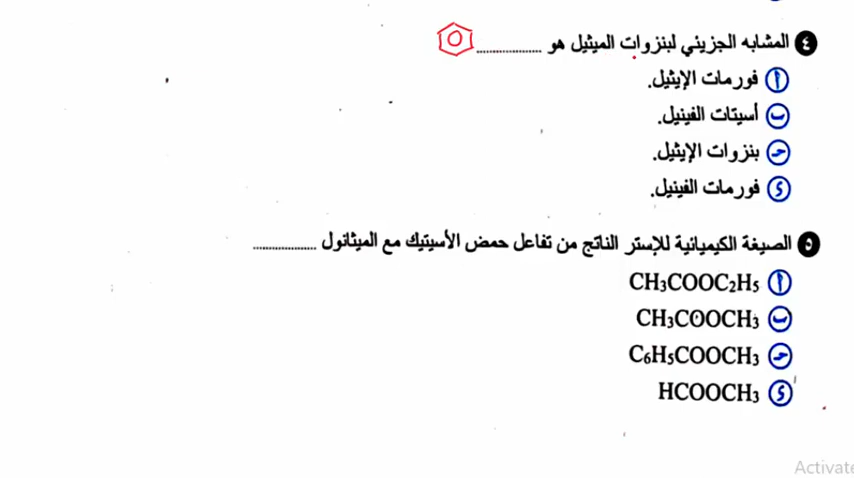 ٤ المشابه الجزيئي لبنزوات الميثيل هو ....................
أ فورمات الإيثيل.
ب أسيتات الفينيل.
ج بنزوات الإيثيل.
د فورمات الفينيل.
٥ الصيغة الكيميائية للإستر الناتج من تفاعل حمض الأسيتيك مع الميثانول ....................
أ CH₃COOC₂H₅
ب CH₃COOCH₃
ج C₆H₅COOCH₃
د HCOOCH₃
Activate